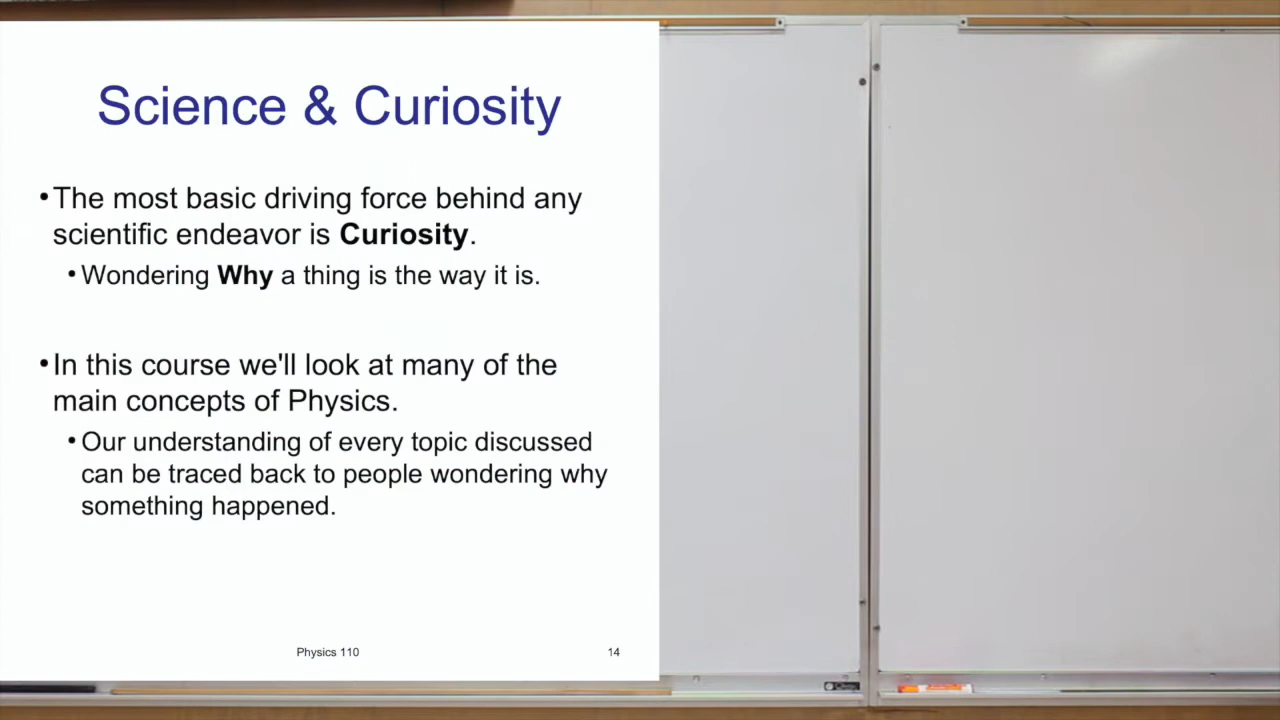 Science & Curiosity
•The most basic driving force behind any
scientific endeavor is Curiosity.
•Wondering Why a thing is the way it is.
•In this course we'll look at many of the
main concepts of Physics.
•Our understanding of every topic discussed
can be traced back to people wondering why
something happened.
Physics 110
14